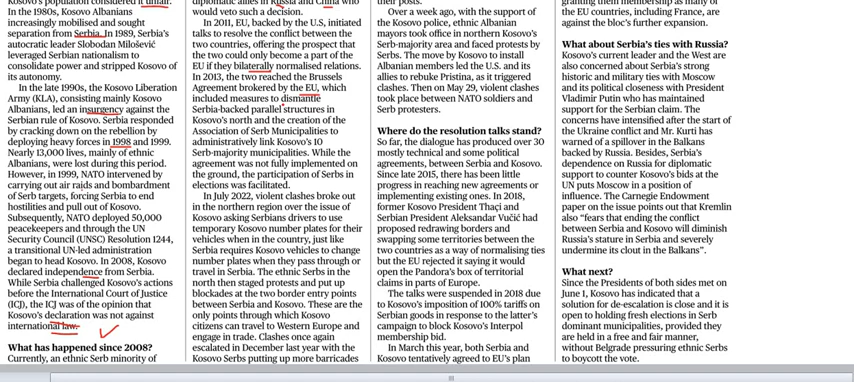 Kosovo's population considered it unfair.
In the 1980s, Kosovo Albanians
increasingly mobilised and sought
separation from Serbia. In 1989, Serbia's
autocratic leader Slobodan Milošević
leveraged Serbian nationalism to
consolidate power and stripped Kosovo of
its autonomy.
In the late 1990s, the Kosovo Liberation
Army (KLA), consisting mainly Kosovo
Albanians, led an insurgency against the
Serbian rule of Kosovo. Serbia responded
by cracking down on the rebellion by
deploying heavy forces in 1998 and 1999.
Nearly 13,000 lives, mainly of ethnic
Albanians, were lost during this period.
However, in 1999, NATO intervened by
carrying out air raids and bombardment
of Serb targets, forcing Serbia to end
hostilities and pull out of Kosovo.
Subsequently, NATO deployed 50,000
peacekeepers and through the UN
Security Council (UNSC) Resolution 1244,
a transitional UN-led administration
began to head Kosovo. In 2008, Kosovo
declared independence from Serbia.
While Serbia challenged Kosovo's actions
before the International Court of Justice
(ICJ), the ICJ was of the opinion that
Kosovo's declaration was not against
international law.
What has happened since 2008?
Currently, an ethnic Serb minority of
diplomatic allies in Russia and China who
would veto such a decision.
In 2011, EU, backed by the U.S, initiated
talks to resolve the conflict between the
two countries, offering the prospect that
the two could only become a part of the
EU if they bilaterally normalised relations.
In 2013, the two reached the Brussels
Agreement brokered by the EU, which
included measures to dismantle
Serbia-backed parallel structures in
Kosovo's north and the creation of the
Association of Serb Municipalities to
administratively link Kosovo's 10
Serb-majority municipalities. While the
agreement was not fully implemented on
the ground, the participation of Serbs in
elections was facilitated.
In July 2022, violent clashes broke out
in the northern region over the issue of
Kosovo asking Serbian drivers to use
temporary Kosovo number plates for their
vehicles when in the country, just like
Serbia requires Kosovo vehicles to change
number plates when they pass through or
travel in Serbia. The ethnic Serbs in the
north then staged protests and put up
blockades at the two border entry points
between Serbia and Kosovo. These are the
only points through which Kosovo
citizens can travel to Western Europe and
engage in trade. Clashes once again
escalated in December last year with the
Kosovo Serbs putting up more barricades
their posts.
Over a week ago, with the support of
the Kosovo police, ethnic Albanian
mayors took office in northern Kosovo's
Serb-majority area and faced protests by
Serbs. The move by Kosovo to install
Albanian members led the U.S. and its
allies to rebuke Pristina, as it triggered
clashes. Then on May 29, violent clashes
took place between NATO soldiers and
Serb protesters.
Where do the resolution talks stand?
So far, the dialogue has produced over 30
mostly technical and some political
agreements, between Serbia and Kosovo.
Since late 2015, there has been little
progress in reaching new agreements or
implementing existing ones. In 2018,
former Kosovo President Thaçi and
Serbian President Aleksandar Vučić had
proposed redrawing borders and
swapping some territories between the
two countries as a way of normalising ties
but the EU rejected it saying it would
open the Pandora's box of territorial
claims in parts of Europe.
The talks were suspended in 2018 due
to Kosovo's imposition of 100% tariffs on
Serbian goods in response to the latter's
campaign to block Kosovo's Interpol
membership bid.
In March this year, both Serbia and
Kosovo tentatively agreed to EU's plan
granting them membership as many of
the EU countries, including France, are
against the bloc's further expansion.
What about Serbia's ties with Russia?
Kosovo's current leader and the West are
also concerned about Serbia's strong
historic and military ties with Moscow
and its political closeness with President
Vladimir Putin who has maintained
support for the Serbian claim. The
concerns have intensified after the start of
the Ukraine conflict and Mr. Kurti has
warned of a spillover in the Balkans
backed by Russia. Besides, Serbia's
dependence on Russia for diplomatic
support to counter Kosovo's bids at the
UN puts Moscow in a position of
influence. The Carnegie Endowment
paper on the issue points out that Kremlin
also “fears that ending the conflict
between Serbia and Kosovo will diminish
Russia's stature in Serbia and severely
undermine its clout in the Balkans”.
What next?
Since the Presidents of both sides met on
June 1, Kosovo has indicated that a
solution for de-escalation is close and it is
open to holding fresh elections in Serb
dominant municipalities, provided they
are held in a free and fair manner,
without Belgrade pressuring ethnic Serbs
to boycott the vote.